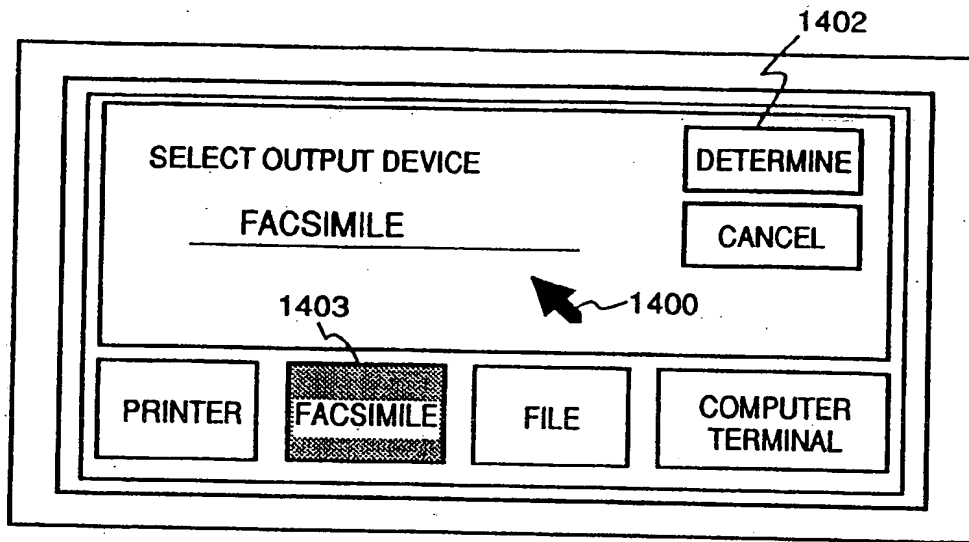 1402
SELECT OUTPUT DEVICE
DETERMINE
FACSIMILE
CANCEL
1403
1400
PRINTER
FACSIMILE
FILE
COMPUTER
TERMINAL